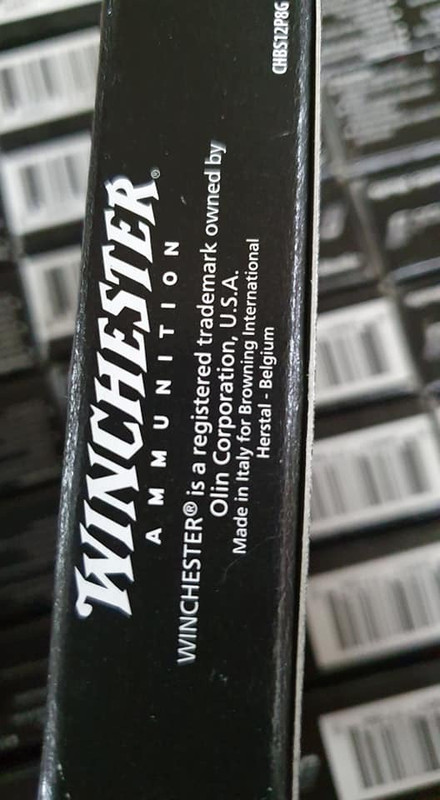 WINCHESTER®
AMMUNITION
WINCHESTER® is a registered trademark owned by
Olin Corporation, U.S.A.
Made in Italy for Browning International
Herstal - Belgium
CHBS12P8G